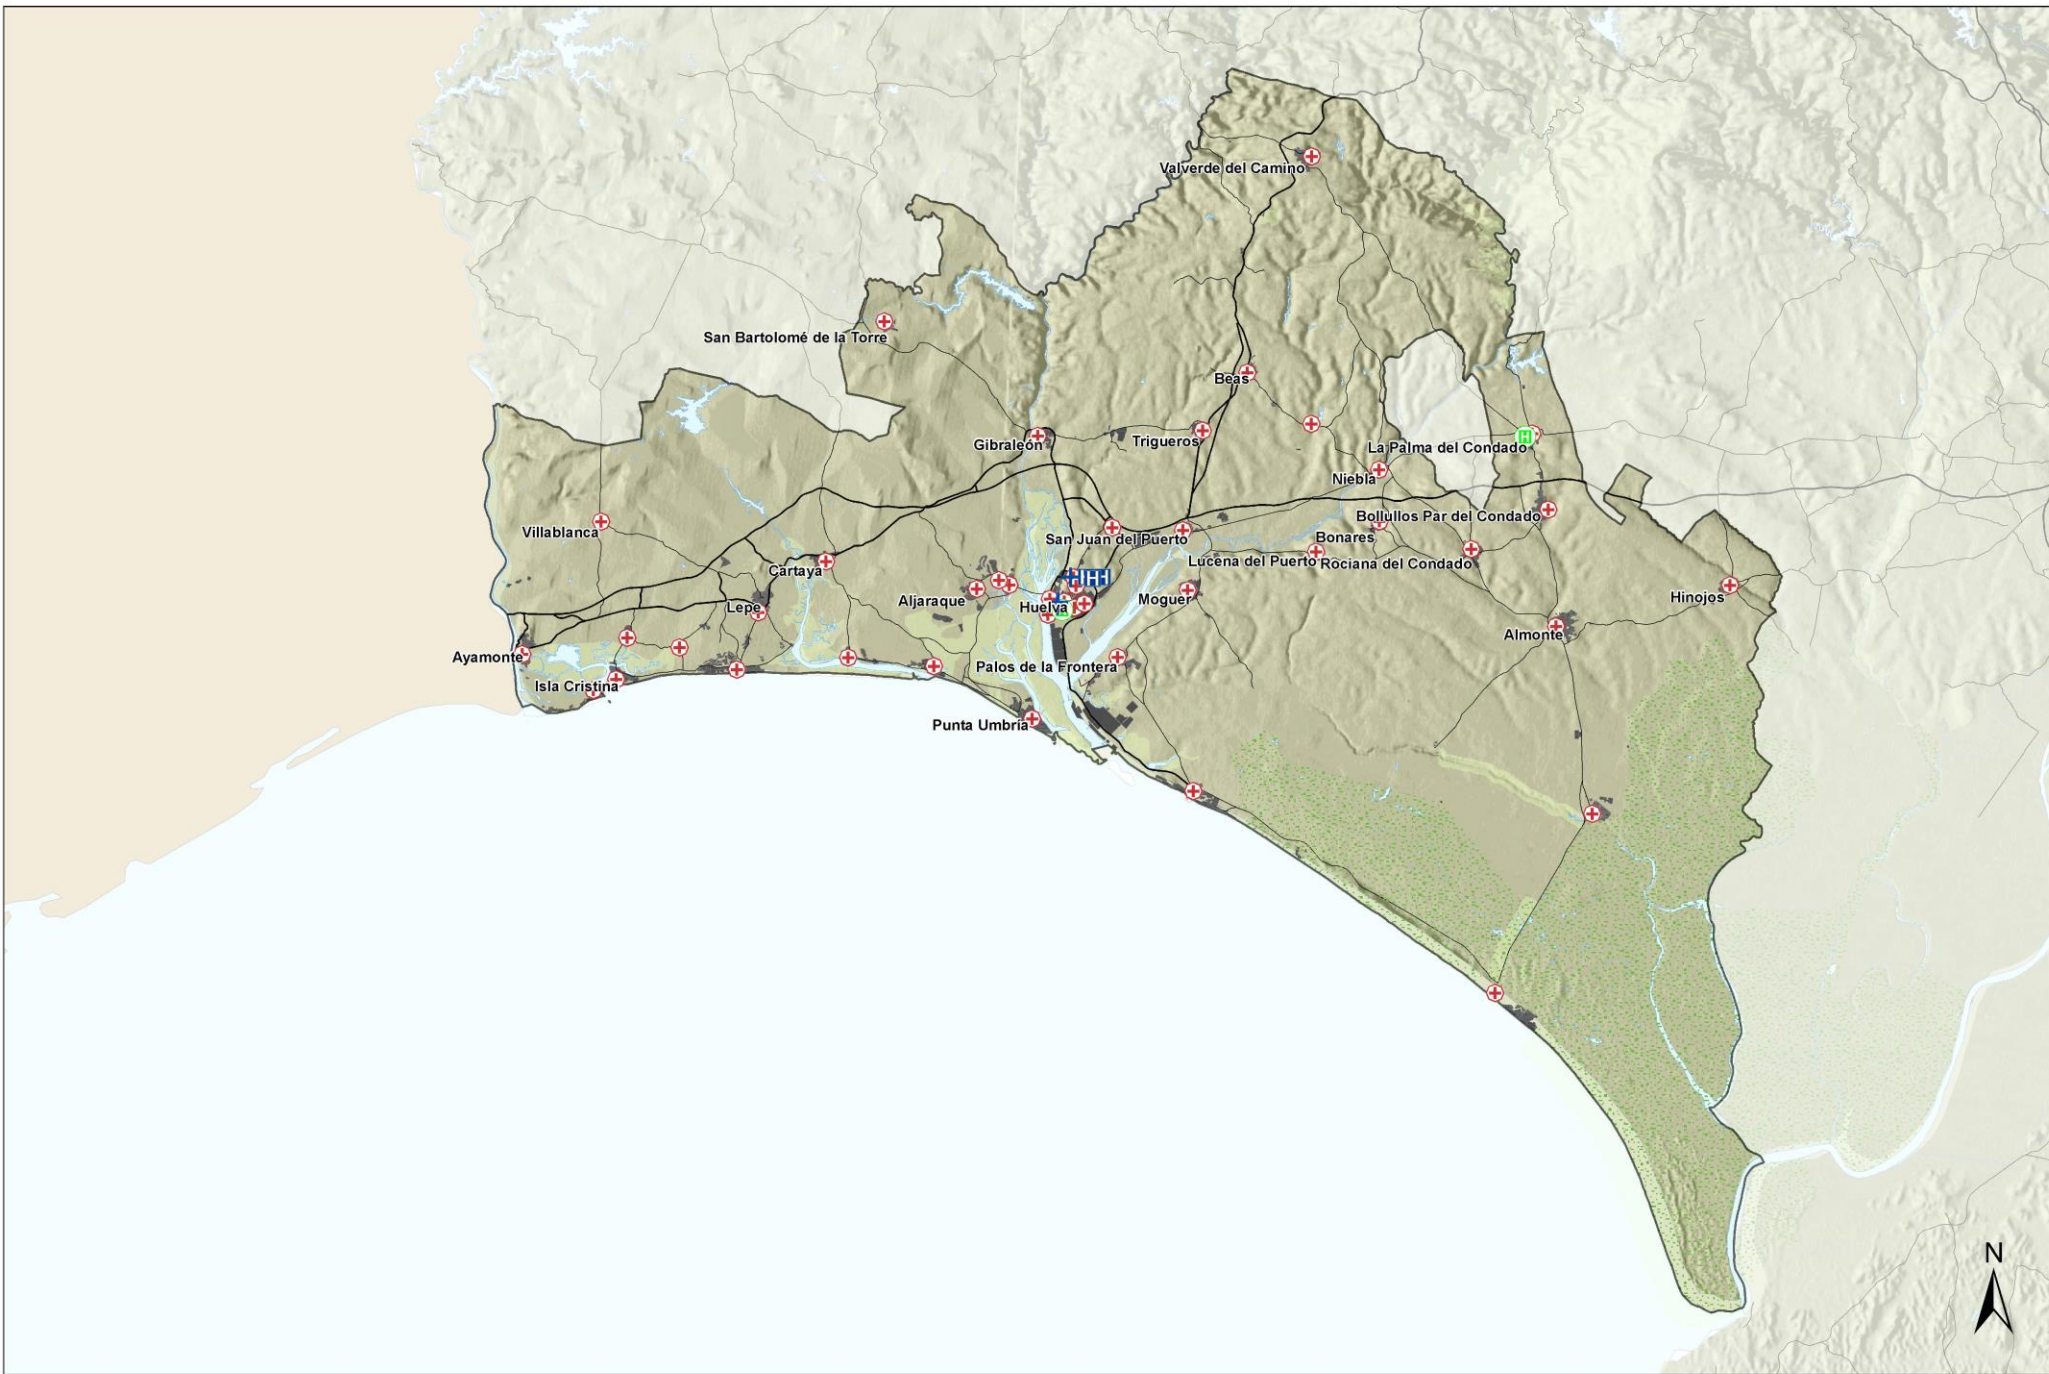 Valverde del Camino
San Bartolomé de la Torre
Beas
Gibraleón
Trigueros
La Palma del Condado
H
Niebla
Villablanca
Bollullos Par del Condado
San Juan del Puerto
Bonares
Lucena del Puerto
Rociana del Condado
Cartaya
Aljaraque
Huelva
Moguer
Hinojos
Lepe
Almonte
Ayamonte
Palos de la Frontera
Isla Cristina
Punta Umbría
N